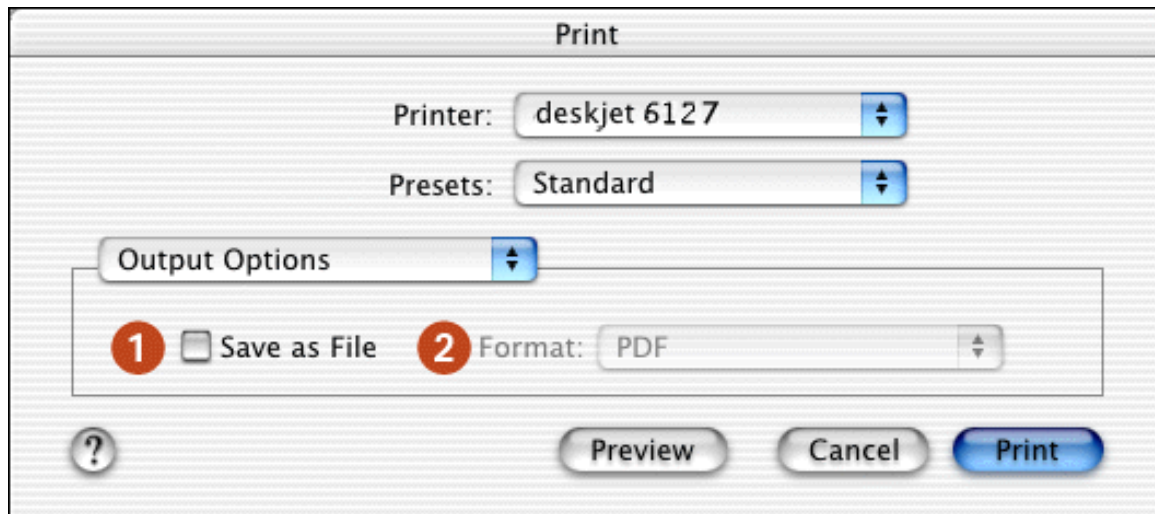 Print
Printer: deskjet 6127
Presets: Standard
Output Options
1 Save as File 2 Format: PDF
? Preview Cancel Print